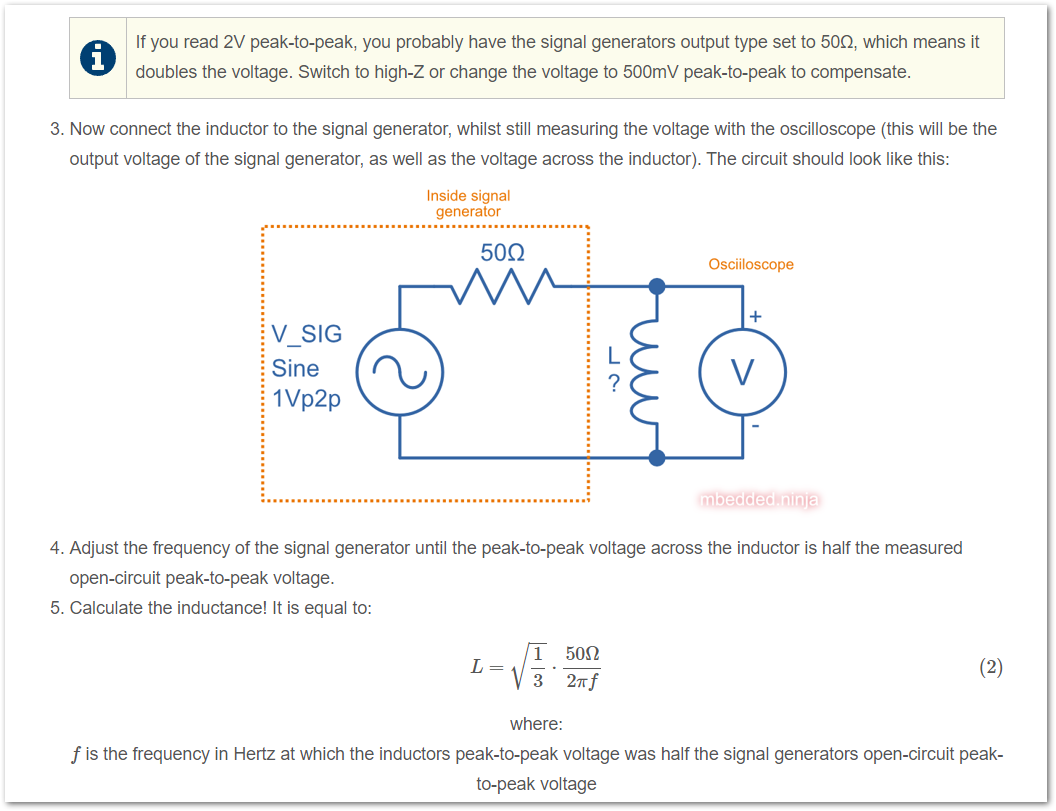 If you read 2V peak-to-peak, you probably have the signal generators output type set to 50Ω, which means it
doubles the voltage. Switch to high-Z or change the voltage to 500mV peak-to-peak to compensate.
3. Now connect the inductor to the signal generator, whilst still measuring the voltage with the oscilloscope (this will be the
output voltage of the signal generator, as well as the voltage across the inductor). The circuit should look like this:
Inside signal
generator
50Ω
Osciiloscope
V_SIG
Sine
1Vp2p
L
?
+
V
-
mbedded.ninja
4. Adjust the frequency of the signal generator until the peak-to-peak voltage across the inductor is half the measured
open-circuit peak-to-peak voltage.
5. Calculate the inductance! It is equal to:
L = √(1/3) · 50Ω/(2πf) (2)
where:
f is the frequency in Hertz at which the inductors peak-to-peak voltage was half the signal generators open-circuit peak-
to-peak voltage